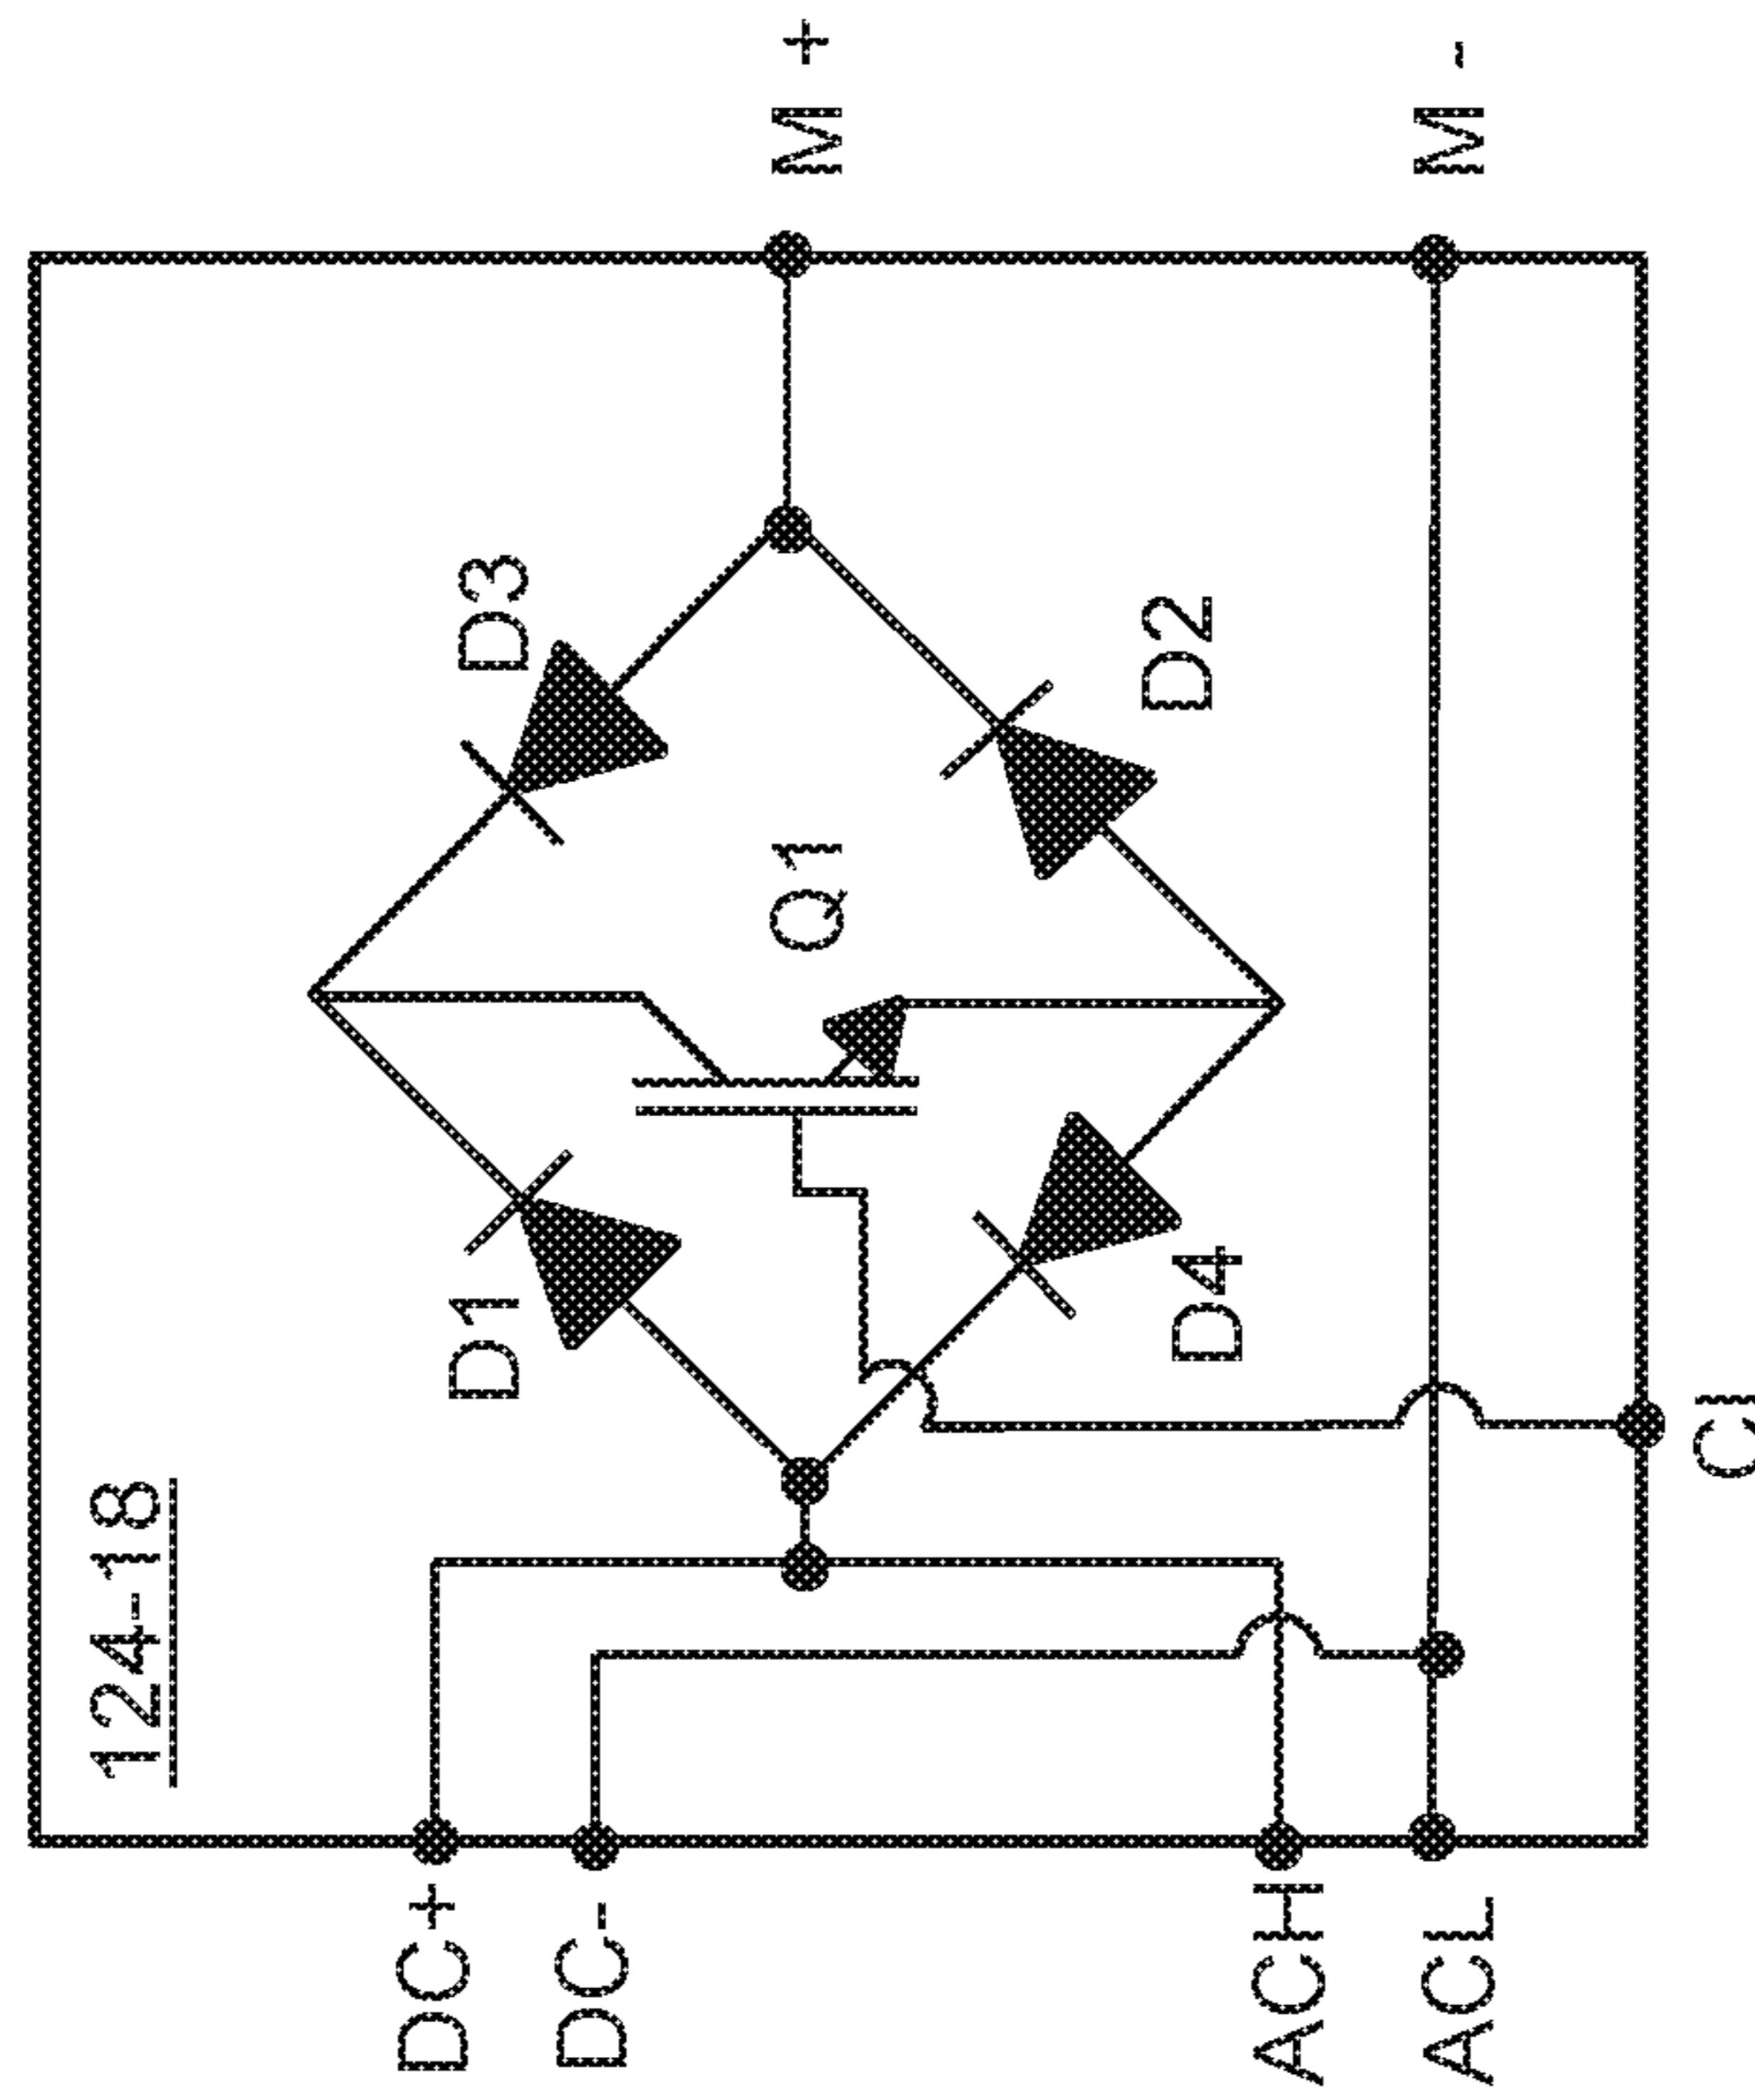 124-18
DC+
DC-
ACH
ACL
D1
D3
Q1
D4
D2
M +
M -
CI